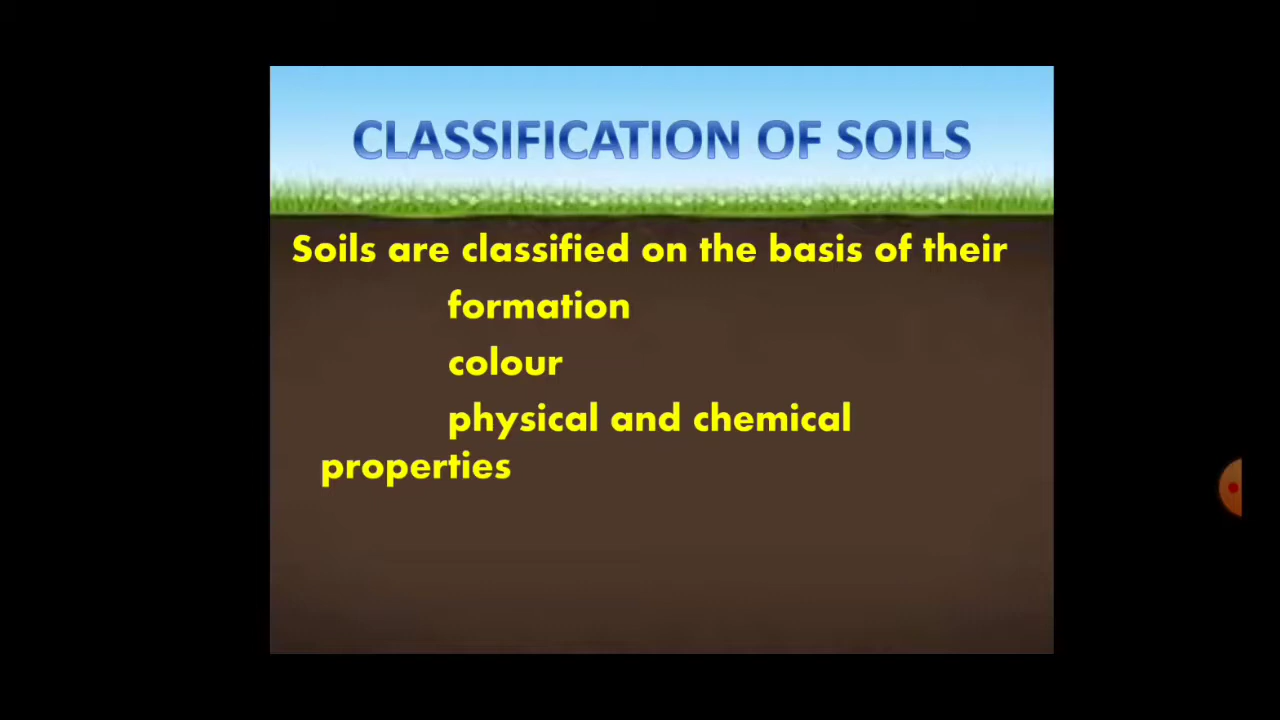 CLASSIFICATION OF SOILS
Soils are classified on the basis of their
formation
colour
physical and chemical
properties